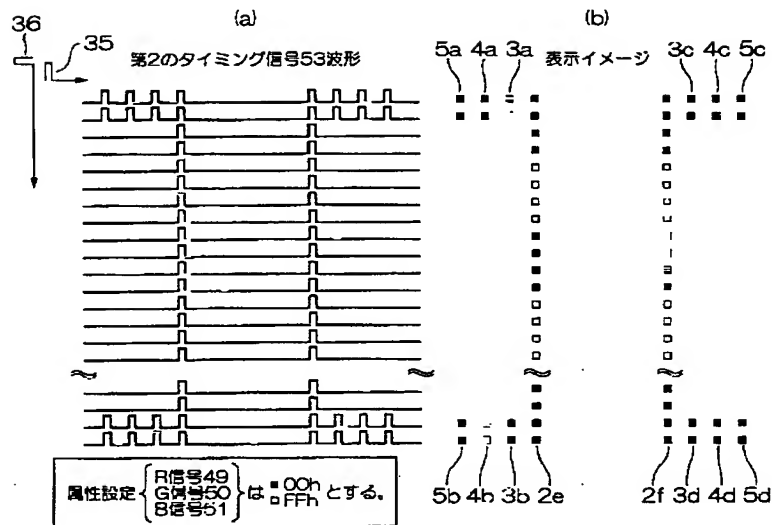 (a)
(b)
36
35
第2のタイミング信号53波形
表示イメージ
5a 4a 3a
3c 4c 5c
5b 4b 3b 2e
2f 3d 4d 5d
属性設定 { R信号49 は ■00h とする。
G信号50 □FFh
B信号51